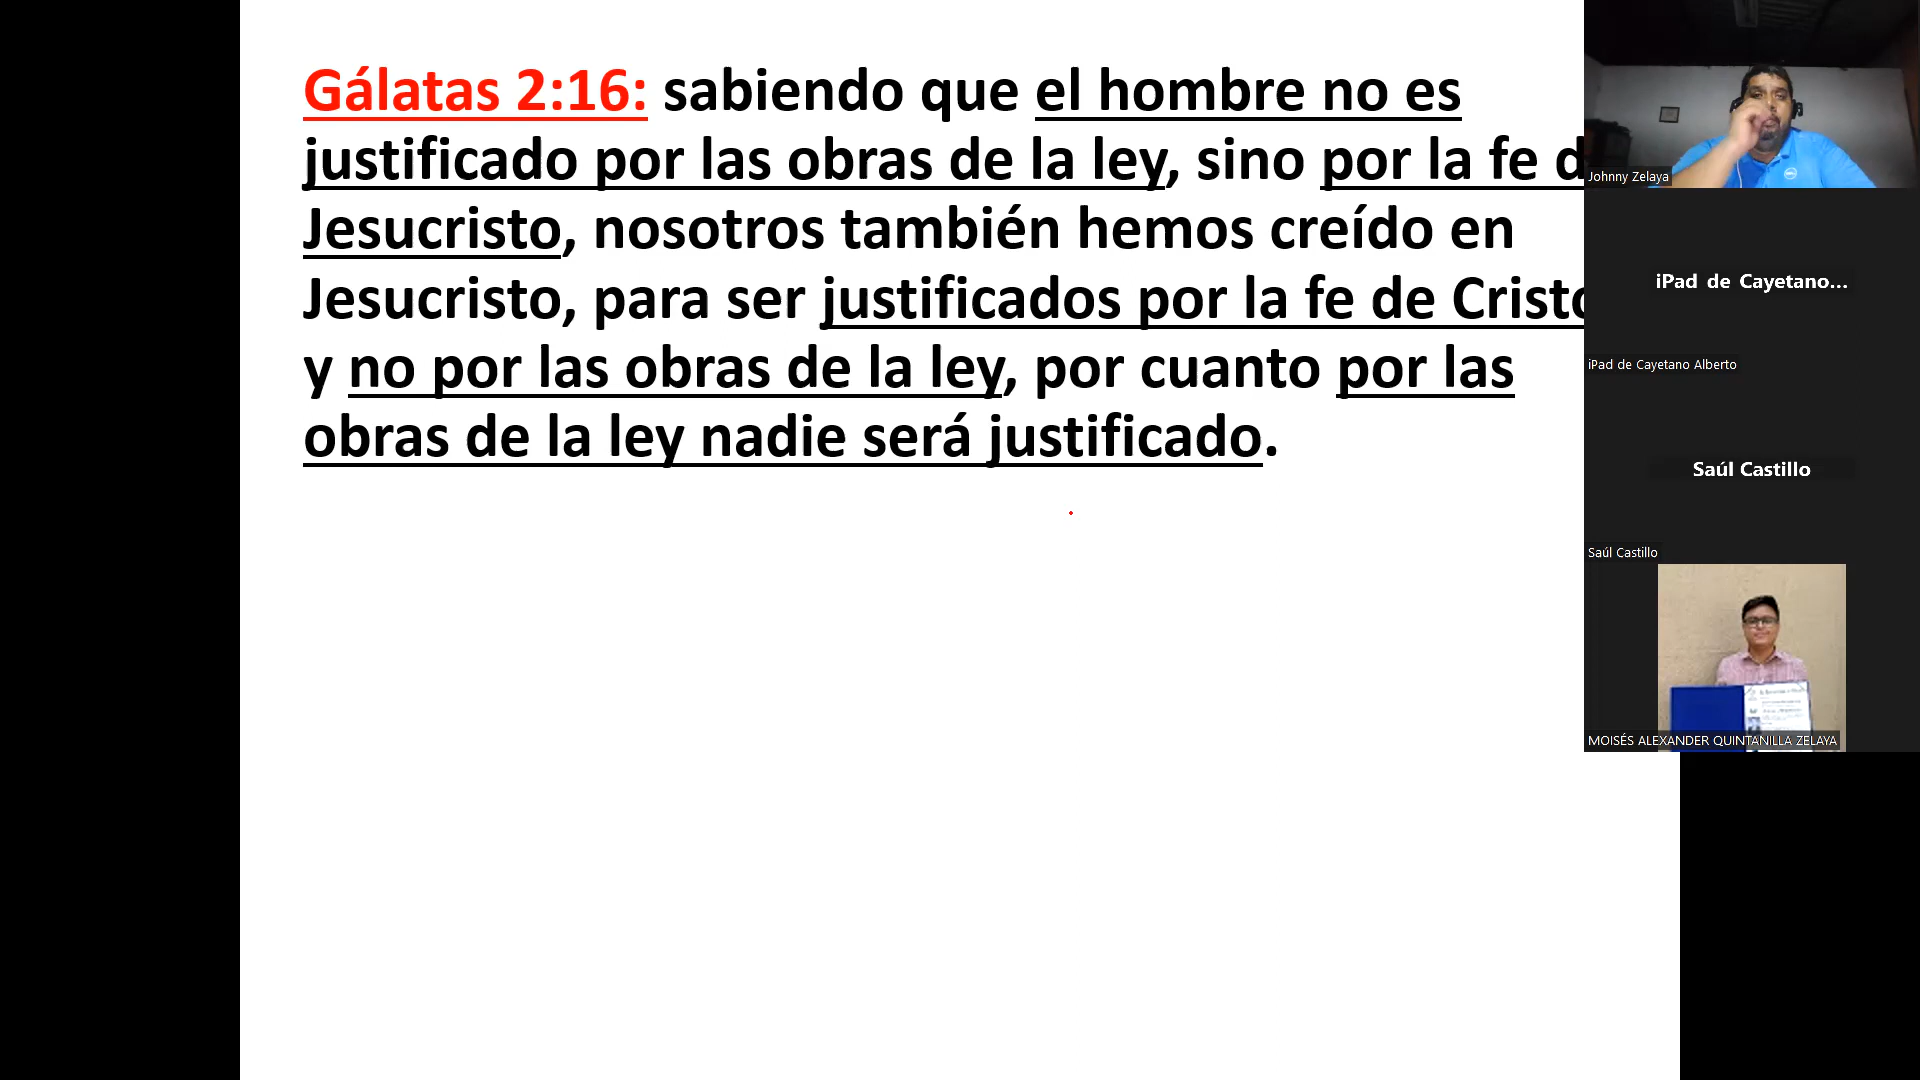 Gálatas 2:16: sabiendo que el hombre no es
justificado por las obras de la ley, sino por la fe d
Jesucristo, nosotros también hemos creído en
Jesucristo, para ser justificados por la fe de Cristo
y no por las obras de la ley, por cuanto por las
obras de la ley nadie será justificado.
Johnny Zelaya
iPad de Cayetano...
iPad de Cayetano Alberto
Saúl Castillo
Saúl Castillo
MOISÉS ALEXANDER QUINTANILLA ZELAYA